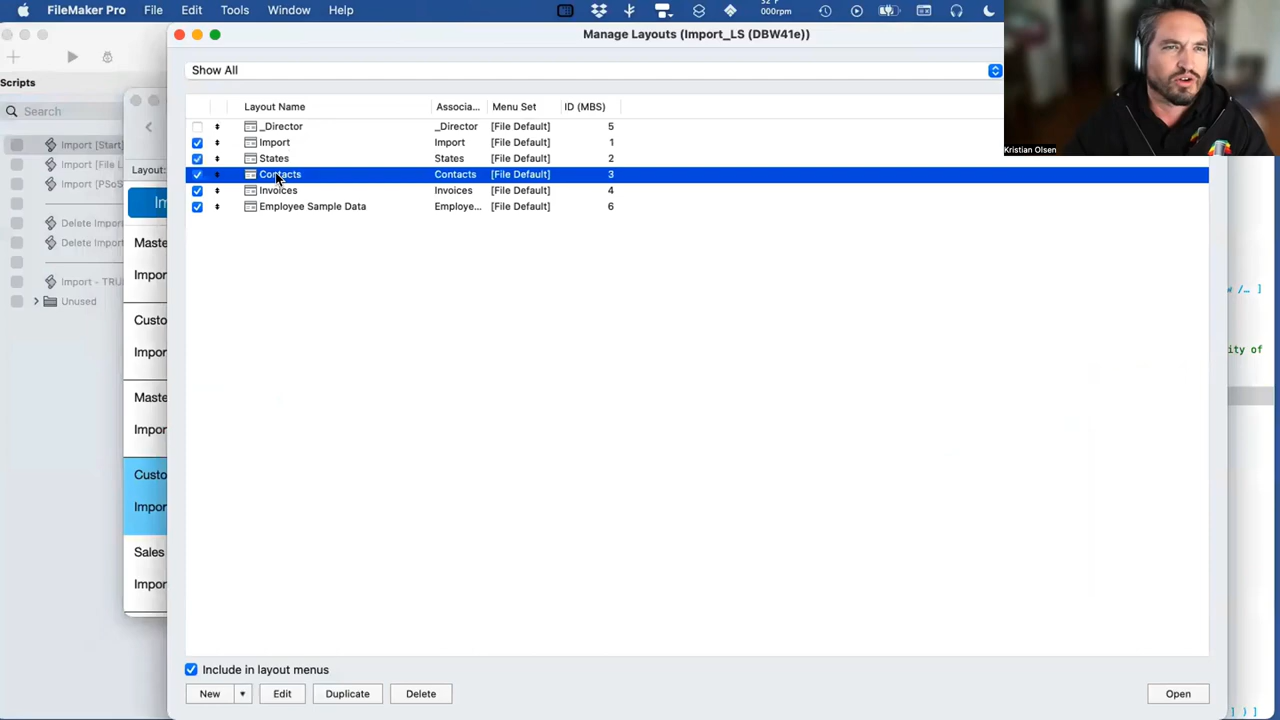 FileMaker Pro File Edit Tools Window Help
000rpm
Manage Layouts (Import_LS (DBW41e))
Show All
Scripts
Search
Layout Name Associa... Menu Set ID (MBS)
_Director _Director [File Default] 5
Import Import [File Default] 1
States States [File Default] 2
Contacts Contacts [File Default] 3
Invoices Invoices [File Default] 4
Employee Sample Data Employe... [File Default] 6
Kristian Olsen
Import [Start]
Import [File L
Import [PSoS
Delete Import
Delete Import
Import - TRU
Unused
Layout:
Im
Maste
Impor
Custo
Impor
Maste
Impor
Custo
Impor
Sales
Impor
w /... ]
ity of
] ) ]
Include in layout menus
New Edit Duplicate Delete Open